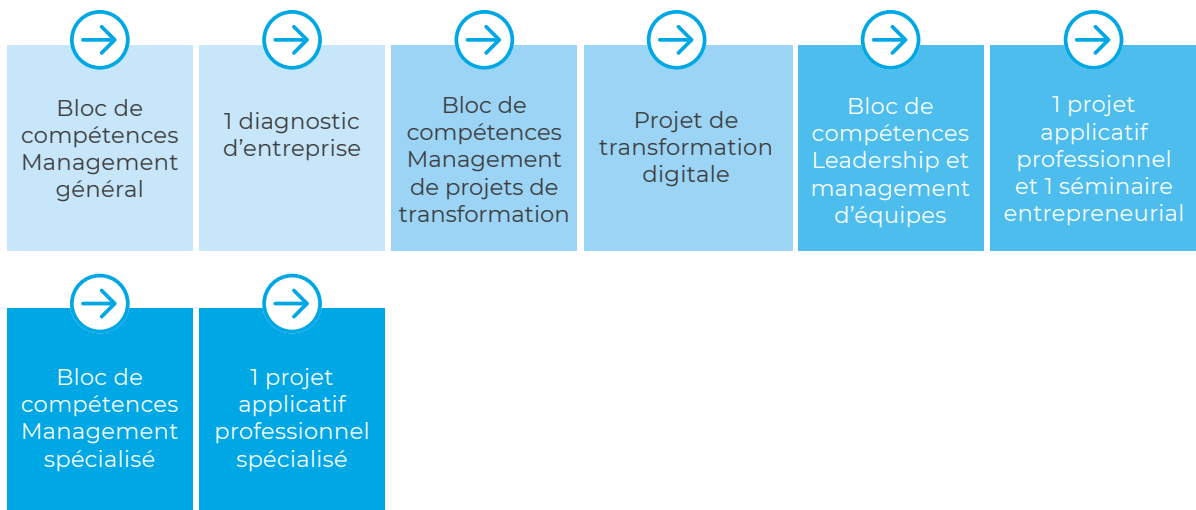 Bloc de
compétences
Management
général
1 diagnostic
d'entreprise
Bloc de
compétences
Management
de projets de
transformation
Projet de
transformation
digitale
Bloc de
compétences
Leadership et
management
d'équipes
1 projet
applicatif
professionnel
et 1 séminaire
entrepreneurial
Bloc de
compétences
Management
spécialisé
1 projet
applicatif
professionnel
spécialisé